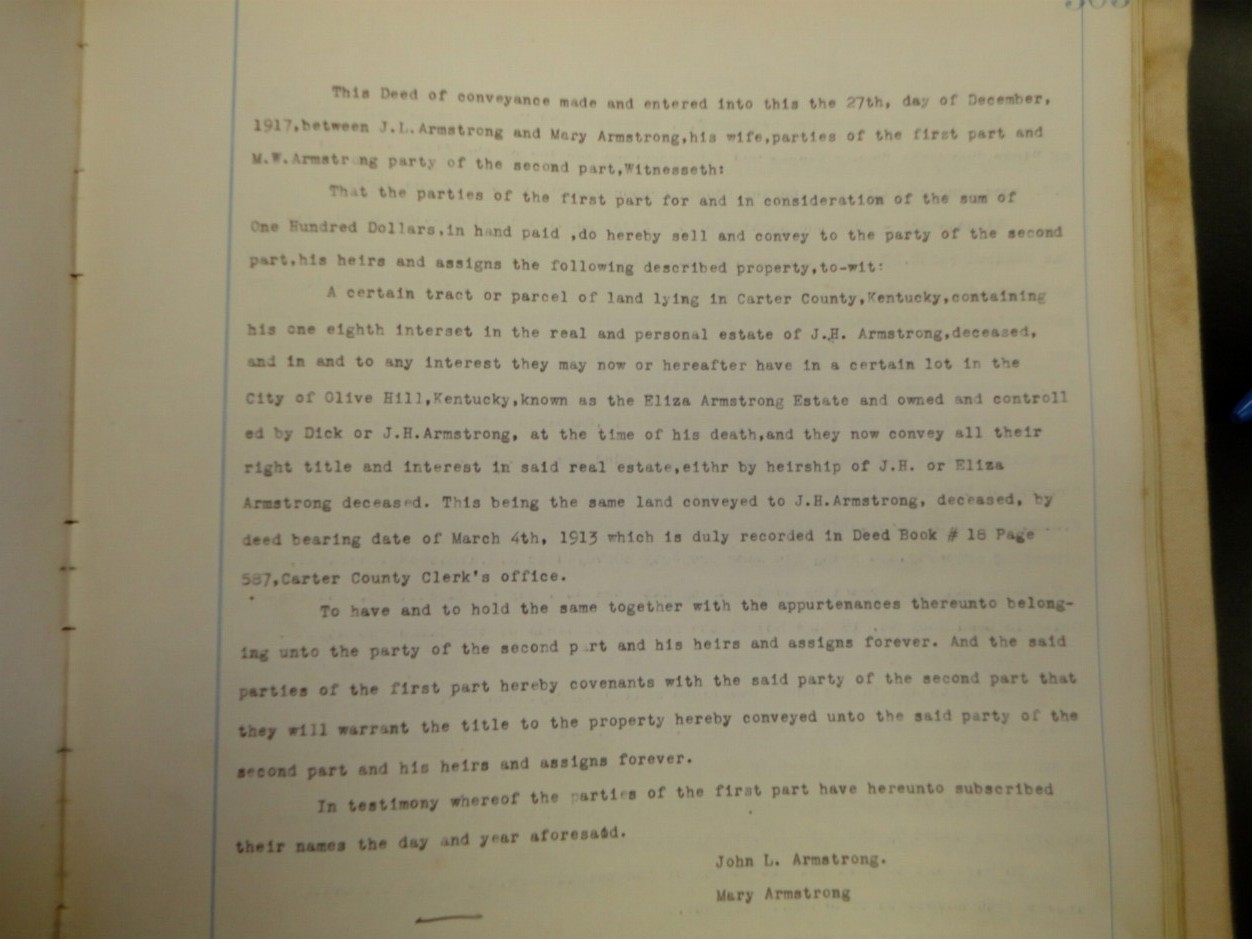 This Deed of conveyance made and entered into this the 27th, day of December,
1917,between J.L.Armstrong and Mary Armstrong,his wife,parties of the first part and
M.W.Armstr ng party of the second part,Witnesseth:
That the parties of the first part for and in consideration of the sum of
One Hundred Dollars,in hand paid ,do hereby sell and convey to the party of the second
part,his heirs and assigns the following described property,to-wit:
A certain tract or parcel of land lying in Carter County,Kentucky,containing
his one eighth interset in the real and personal estate of J.H. Armstrong,deceased,
and in and to any interest they may now or hereafter have in a certain lot in the
City of Olive Hill,Kentucky,known as the Eliza Armstrong Estate and owned and controll
ed by Dick or J.H.Armstrong, at the time of his death,and they now convey all their
right title and interest in said real estate,eithr by heirship of J.H. or Eliza
Armstrong deceased. This being the same land conveyed to J.H.Armstrong, deceased, by
deed bearing date of March 4th, 1913 which is duly recorded in Deed Book # 18 Page
587,Carter County Clerk's office.
To have and to hold the same together with the appurtenances thereunto belong-
ing unto the party of the second p rt and his heirs and assigns forever. And the said
parties of the first part hereby covenants with the said party of the second part that
they will warrant the title to the property hereby conveyed unto the said party of the
second part and his heirs and assigns forever.
In testimony whereof the parties of the first part have hereunto subscribed
their names the day and year aforesaid.
John L. Armstrong.
Mary Armstrong